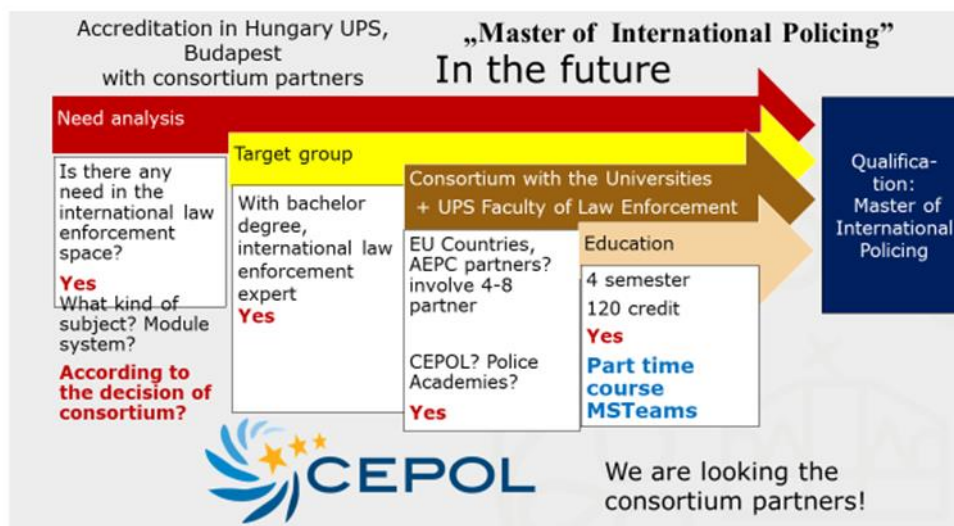 Accreditation in Hungary UPS,
Budapest
with consortium partners
„Master of International Policing”
In the future
Need analysis
Is there any
need in the
international law
enforcement
space?
Yes
What kind of
subject? Module
system?
According to
the decision of
consortium?
Target group
With bachelor
degree,
international law
enforcement
expert
Yes
Consortium with the Universities
+ UPS Faculty of Law Enforcement
EU Countries,
AEPC partners?
involve 4-8
partner
CEPOL? Police
Academies?
Yes
Education
4 semester
120 credit
Yes
Part time
course
MSTeams
Qualifica-
tion:
Master of
International
Policing
CEPOL
We are looking the
consortium partners!